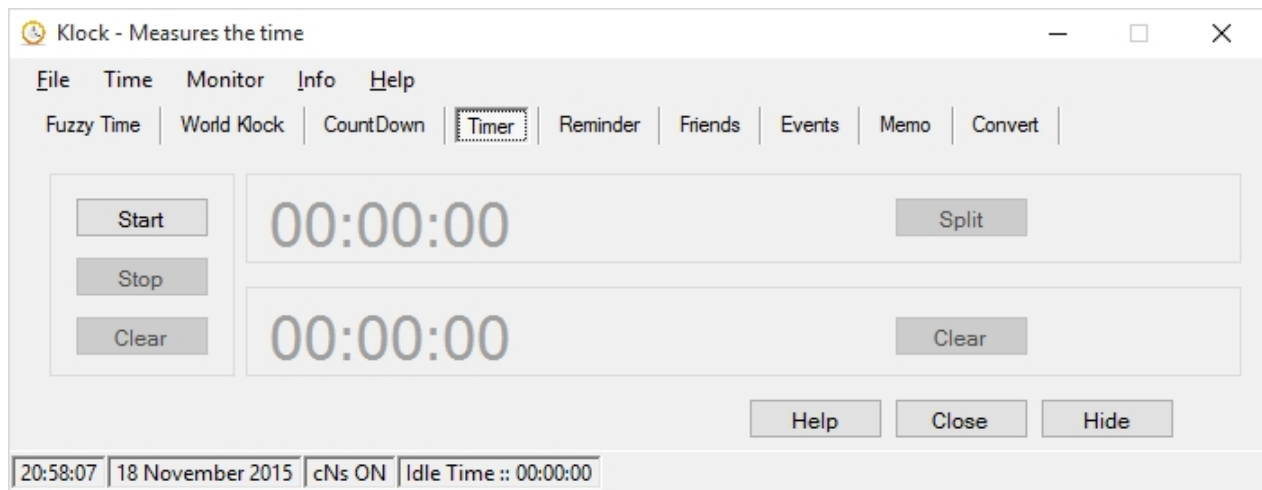 Klock - Measures the time
File Time Monitor Info Help
Fuzzy Time World Klock CountDown Timer Reminder Friends Events Memo Convert
Start 00:00:00 Split
Stop
Clear 00:00:00 Clear
Help Close Hide
20:58:07 18 November 2015 cNs ON Idle Time :: 00:00:00